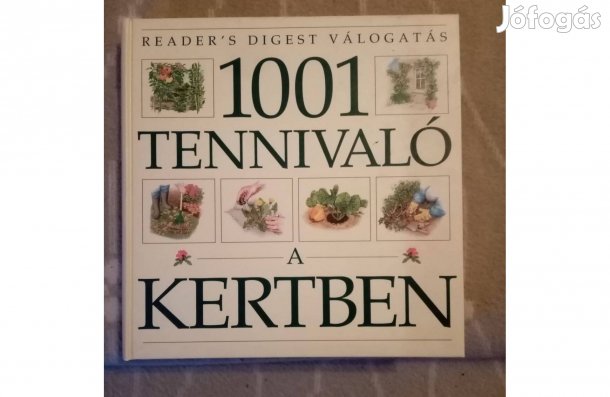 Jófogás
READER'S DIGEST VÁLOGATÁS
1001
TENNIVALÓ
A
KERTBEN